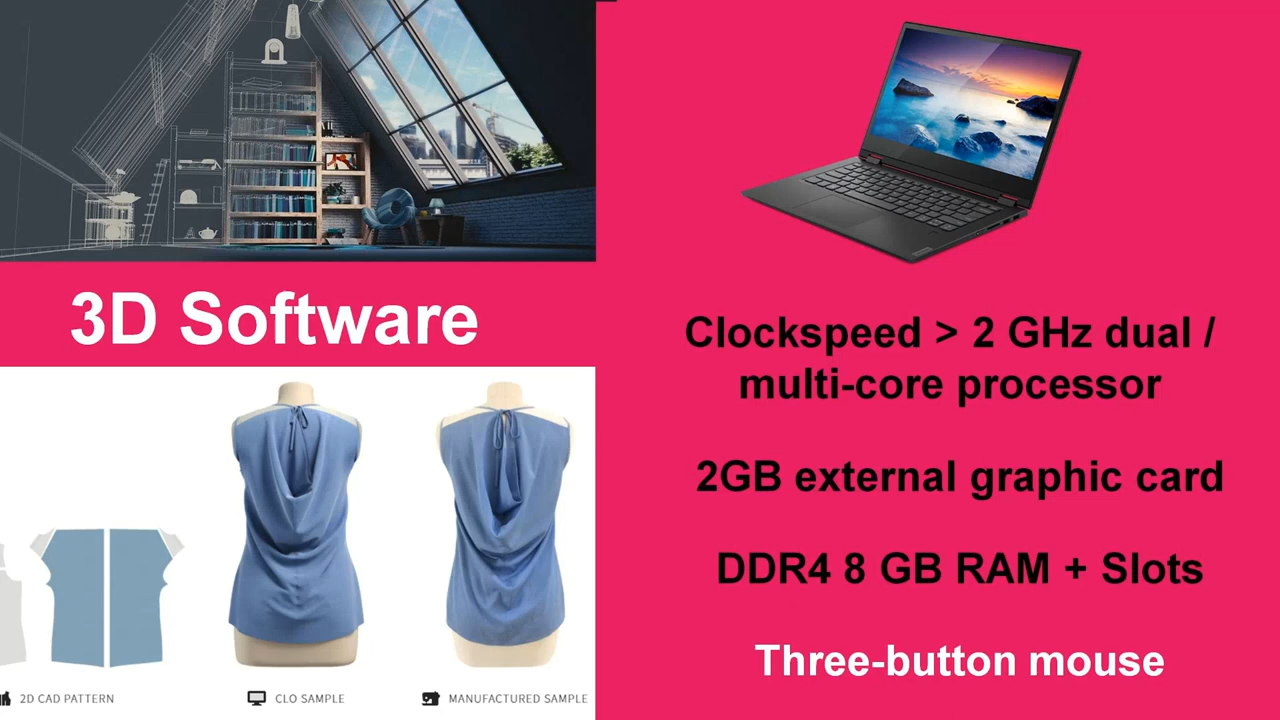 3D Software
2D CAD PATTERN
CLO SAMPLE
MANUFACTURED SAMPLE
Clockspeed > 2 GHz dual /
multi-core processor
2GB external graphic card
DDR4 8 GB RAM + Slots
Three-button mouse